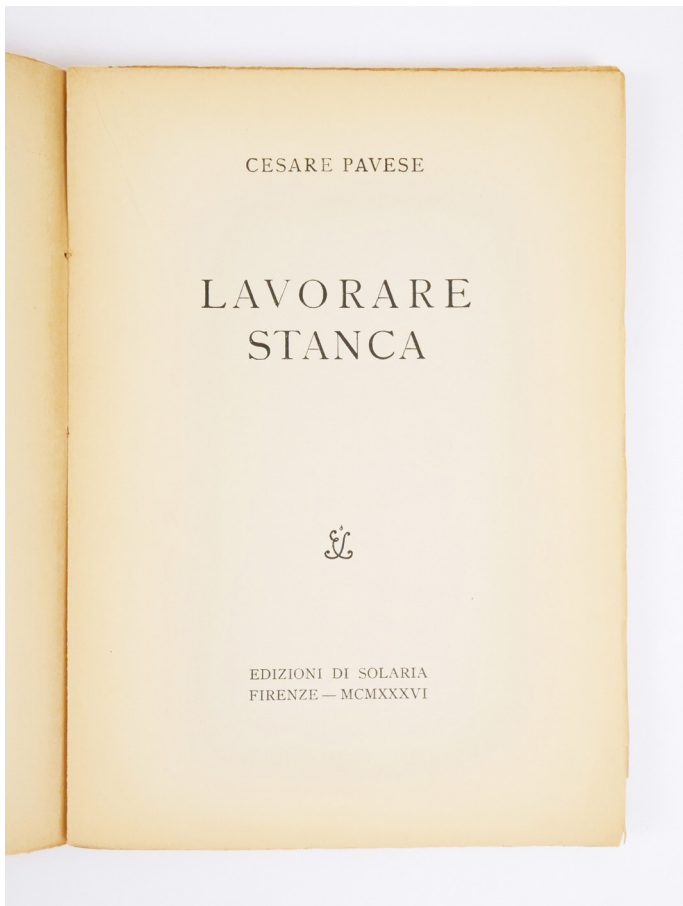 CESARE PAVESE
LAVORARE
STANCA
EDIZIONI DI SOLARIA
FIRENZE — MCMXXXVI